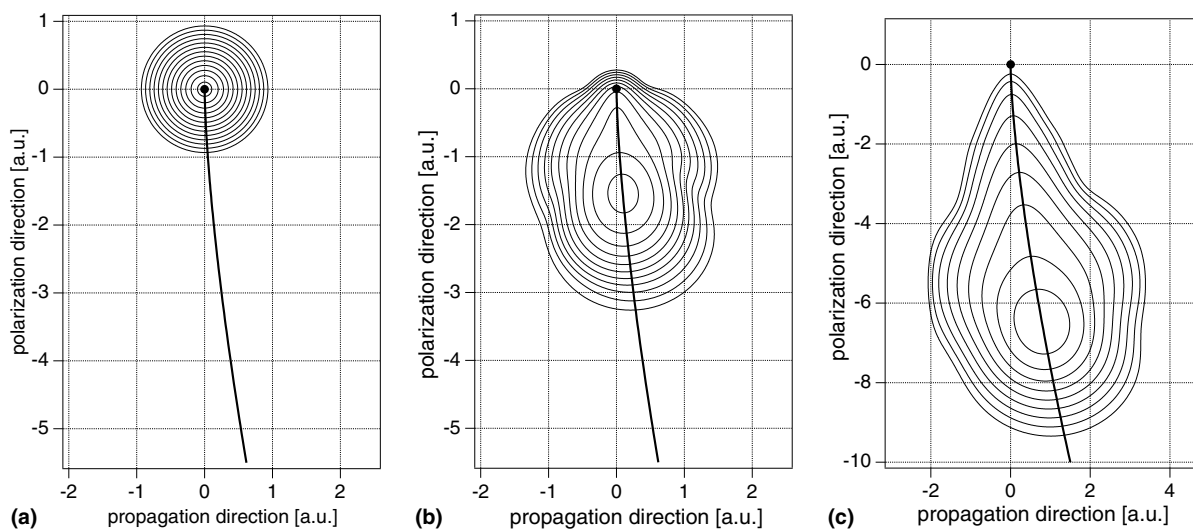 1
0
-1
-2
-3
-4
-5
polarization direction [a.u.]
-2 -1 0 1 2
(a) propagation direction [a.u.]
1
0
-1
-2
-3
-4
-5
polarization direction [a.u.]
-2 -1 0 1 2
(b) propagation direction [a.u.]
0
-2
-4
-6
-8
-10
polarization direction [a.u.]
-2 0 2 4
(c) propagation direction [a.u.]